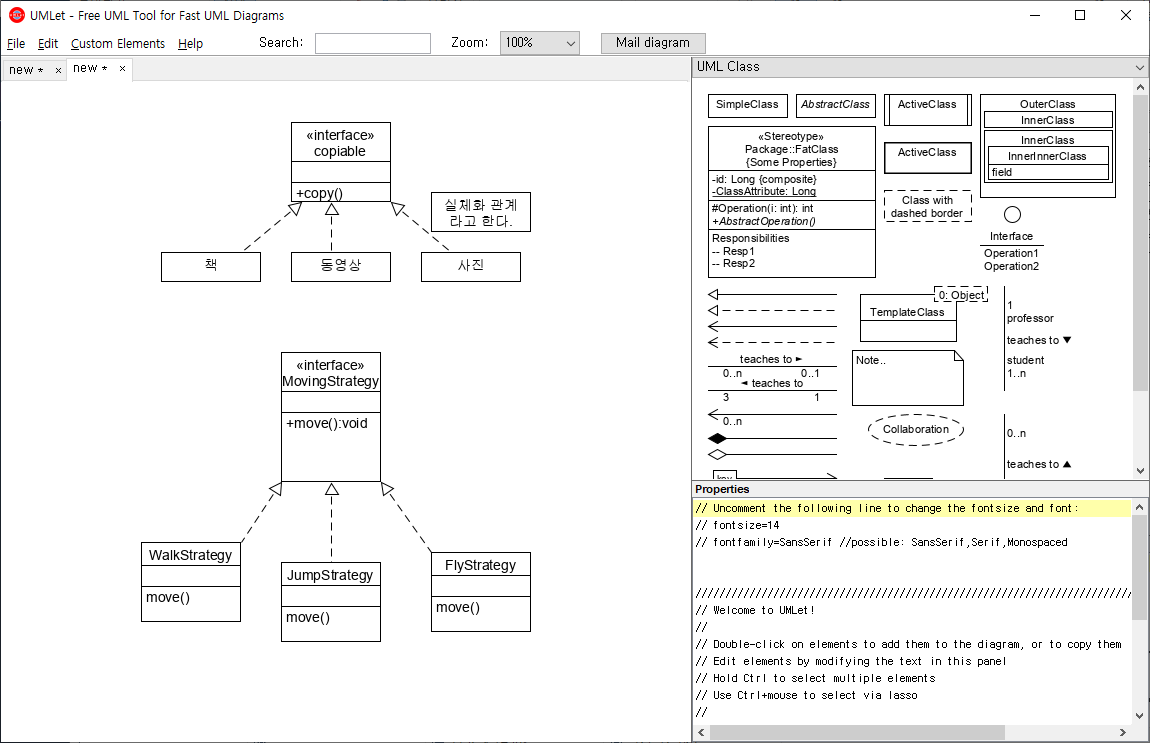 UMLet - Free UML Tool for Fast UML Diagrams
File Edit Custom Elements Help Search: Zoom: 100% Mail diagram
new * × new * ×
«interface»
copiable
+copy()
실체화 관계
라고 한다.
책 동영상 사진
«interface»
MovingStrategy
+move():void
WalkStrategy
move()
JumpStrategy
move()
FlyStrategy
move()
UML Class
SimpleClass
AbstractClass
ActiveClass
OuterClass
InnerClass
InnerClass
InnerInnerClass
field
«Stereotype»
Package::FatClass
{Some Properties}
-id: Long {composite}
-ClassAttribute: Long
#Operation(i: int): int
+AbstractOperation()
Responsibilities
-- Resp1
-- Resp2
ActiveClass
Class with
dashed border
Interface
Operation1
Operation2
0: Object
TemplateClass
1
professor
teaches to ▼
student
1..n
teaches to ►
0..n 0..1
◄ teaches to
3 1
0..n
Note..
Collaboration
0..n
teaches to ▲
Properties
// Uncomment the following line to change the fontsize and font:
// fontsize=14
// fontfamily=SansSerif //possible: SansSerif,Serif,Monospaced
//////////////////////////////////////////////////////////////////////////
// Welcome to UMLet!
//
// Double-click on elements to add them to the diagram, or to copy them
// Edit elements by modifying the text in this panel
// Hold Ctrl to select multiple elements
// Use Ctrl+mouse to select via lasso
//